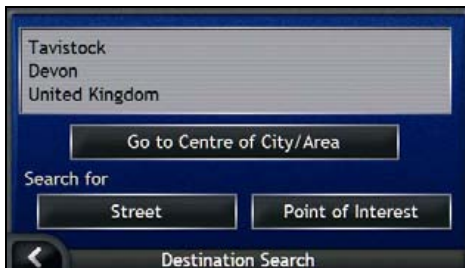 Tavistock
Devon
United Kingdom
Go to Centre of City/Area
Search for
Street Point of Interest
Destination Search